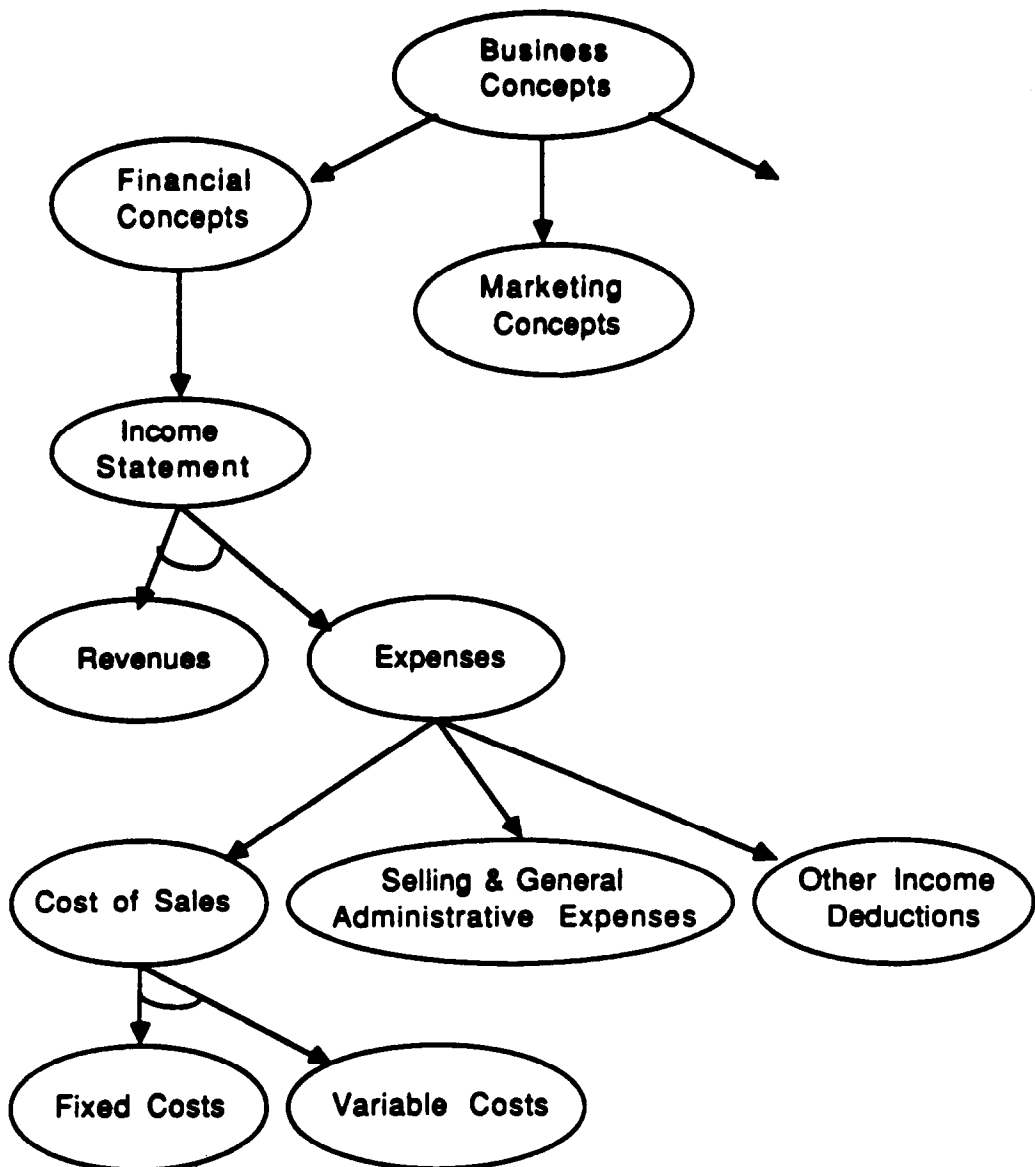 Business
Concepts
Financial
Concepts
Marketing
Concepts
Income
Statement
Revenues
Expenses
Cost of Sales
Selling & General
Administrative Expenses
Other Income
Deductions
Fixed Costs
Variable Costs